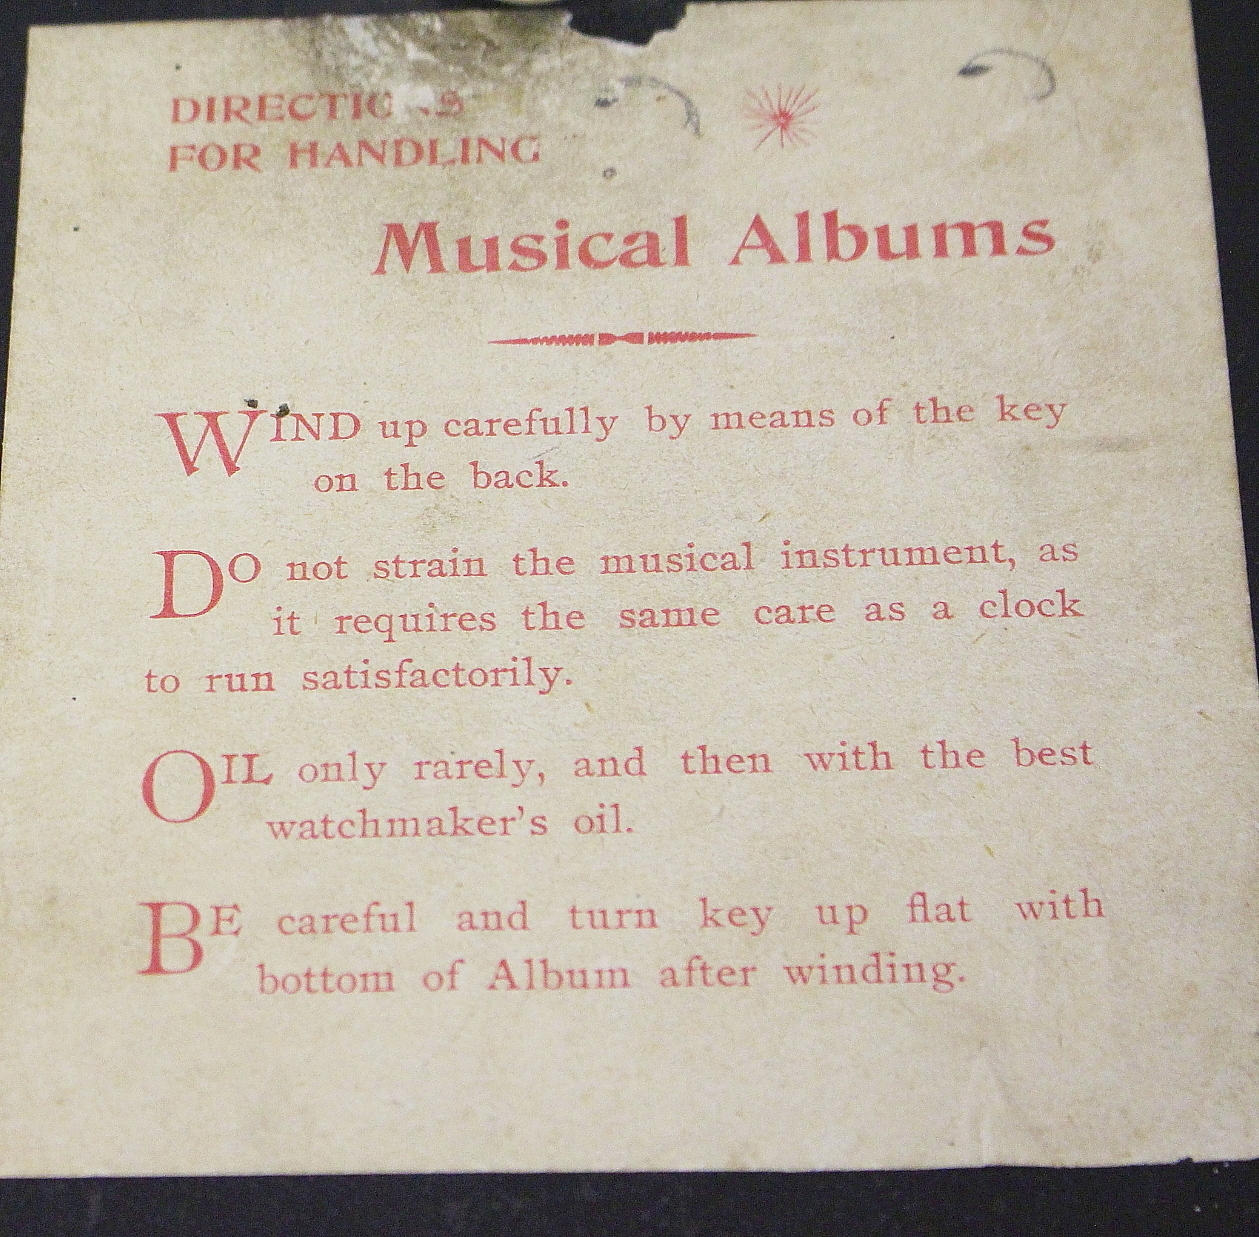 DIRECTIONS
FOR HANDLING
Musical Albums
WIND up carefully by means of the key
on the back.
DO not strain the musical instrument, as
it requires the same care as a clock
to run satisfactorily.
OIL only rarely, and then with the best
watchmaker's oil.
BE careful and turn key up flat with
bottom of Album after winding.